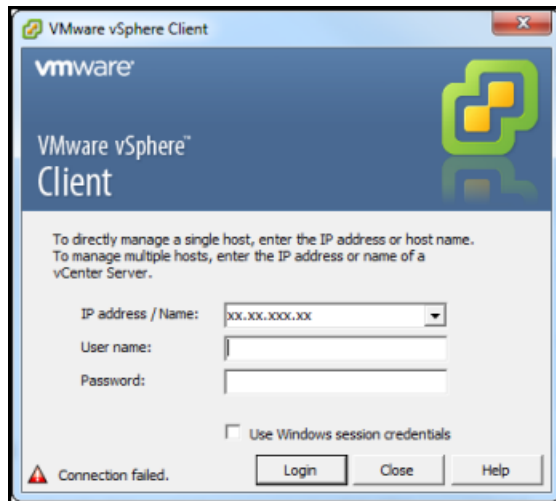 VMware vSphere Client
vmware
VMware vSphere™
Client
To directly manage a single host, enter the IP address or host name.
To manage multiple hosts, enter the IP address or name of a
vCenter Server.
IP address / Name: xx.xx.xxx.xx
User name:
Password:
Use Windows session credentials
Connection failed. Login Close Help